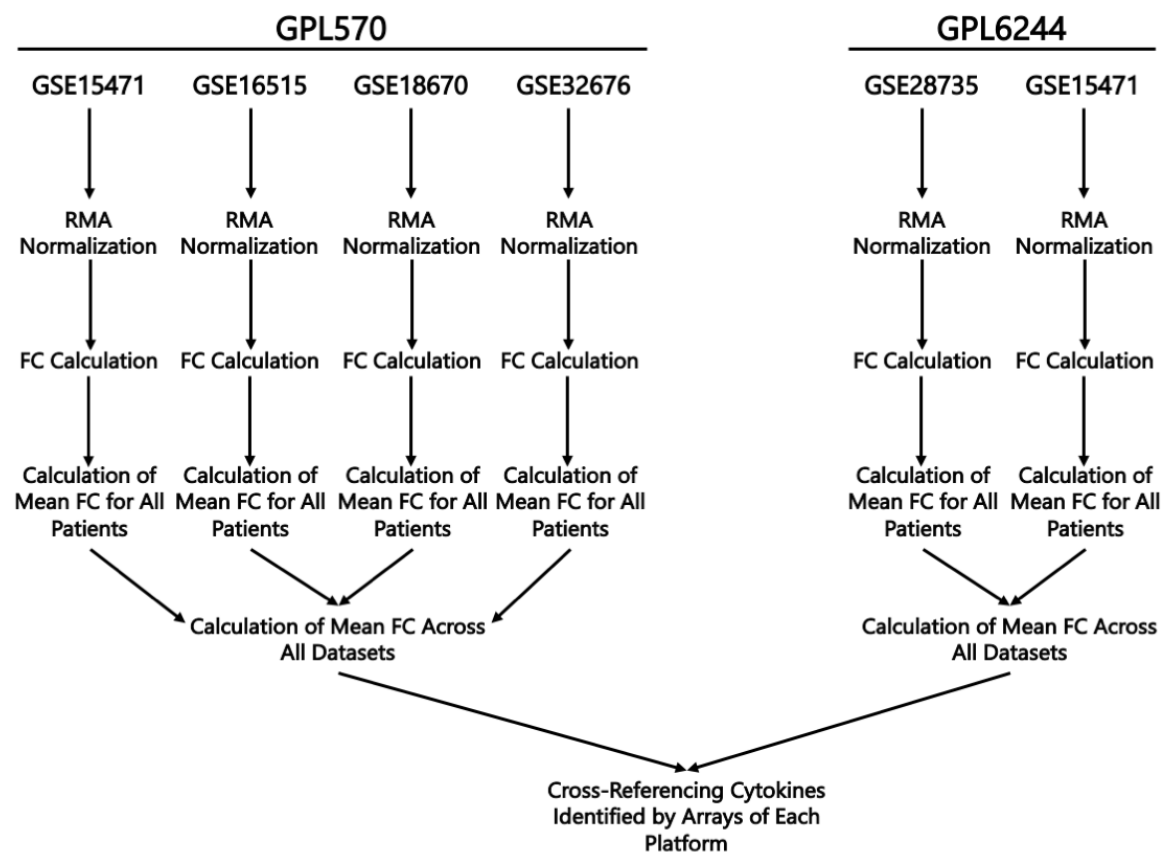 GPL570
GPL6244
GSE15471
GSE16515
GSE18670
GSE32676
GSE28735
GSE15471
RMA
Normalization
RMA
Normalization
RMA
Normalization
RMA
Normalization
RMA
Normalization
RMA
Normalization
FC Calculation
FC Calculation
FC Calculation
FC Calculation
FC Calculation
FC Calculation
Calculation of
Mean FC for All
Patients
Calculation of
Mean FC for All
Patients
Calculation of
Mean FC for All
Patients
Calculation of
Mean FC for All
Patients
Calculation of
Mean FC for All
Patients
Calculation of
Mean FC for All
Patients
Calculation of Mean FC Across
All Datasets
Calculation of Mean FC Across
All Datasets
Cross-Referencing Cytokines
Identified by Arrays of Each
Platform